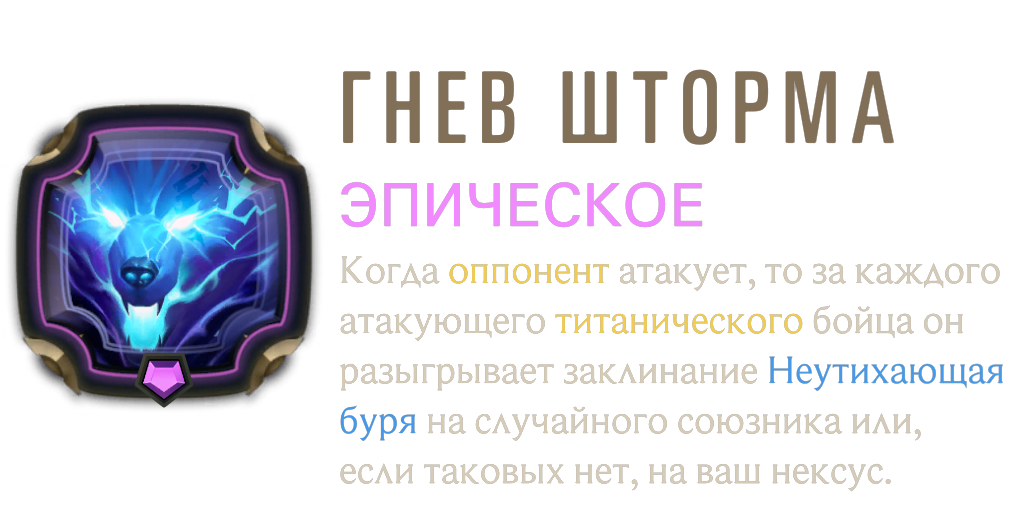 ГНЕВ ШТОРМА
ЭПИЧЕСКОЕ
Когда оппонент атакует, то за каждого
атакующего титанического бойца он
разыгрывает заклинание Неутихающая
буря на случайного союзника или,
если таковых нет, на ваш нексус.